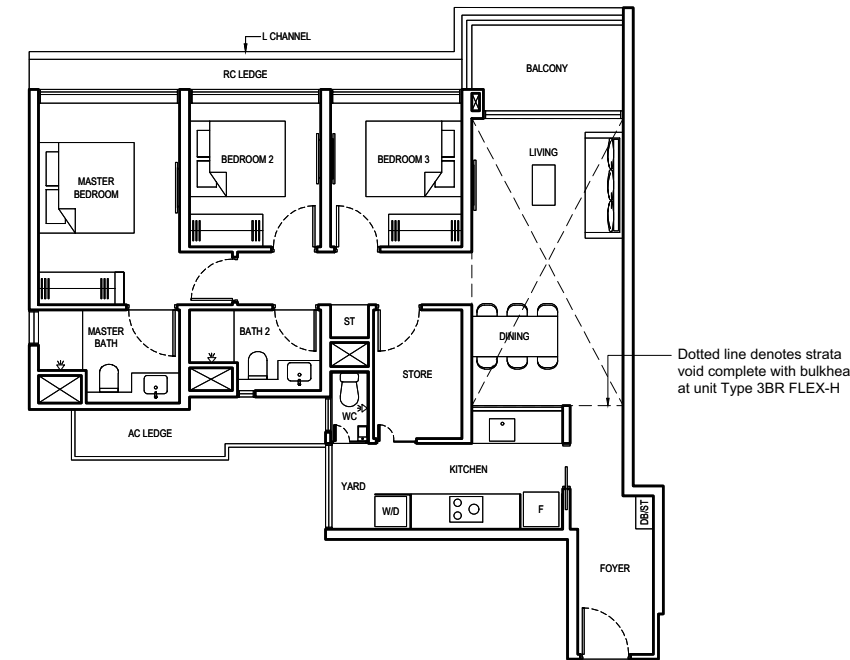 L CHANNEL
RC LEDGE
BALCONY
LIVING
MASTER
BEDROOM
BEDROOM 2
BEDROOM 3
MASTER
BATH
BATH 2
ST
DINING
STORE
WC
AC LEDGE
Dotted line denotes strata
void complete with bulkhea
at unit Type 3BR FLEX-H
KITCHEN
YARD
W/D
F
DB/ST
FOYER